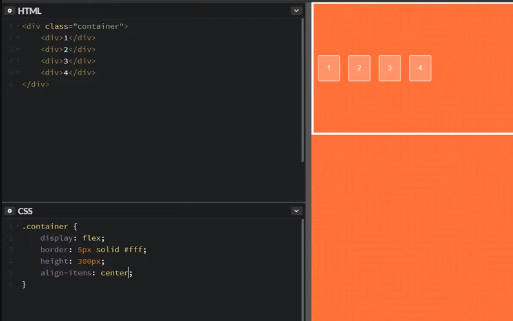 HTML
<div class="container">
<div>1</div>
<div>2</div>
<div>3</div>
<div>4</div>
</div>
1 2 3 4
CSS
.container {
display: flex;
border: 5px solid #fff;
height: 300px;
align-items: center;
}